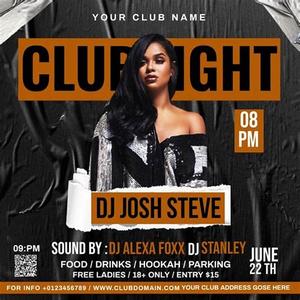 YOUR CLUB NAME
CLUB NIGHT
08
PM
DJ JOSH STEVE
09:PM
SOUND BY : DJ ALEXA FOXX DJ STANLEY
FOOD / DRINKS / HOOKAH / PARKING
FREE LADIES / 18+ ONLY / ENTRY $15
JUNE
22 TH
FOR INFO +0123456789 / WWW.CLUBDOMAIN.COM YOUR CLUB ADDRESS GOSE HERE.